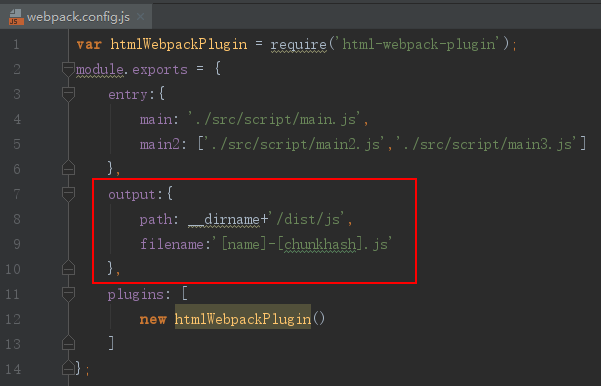 webpack.config.js
1 var htmlWebpackPlugin = require('html-webpack-plugin');
2 module.exports = {
3 entry:{
4 main: './src/script/main.js',
5 main2: ['./src/script/main2.js','./src/script/main3.js']
6 },
7 output:{
8 path: __dirname+'/dist/js',
9 filename:'[name]-[chunkhash].js'
10 },
11 plugins: [
12 new htmlWebpackPlugin()
13 ]
14 };